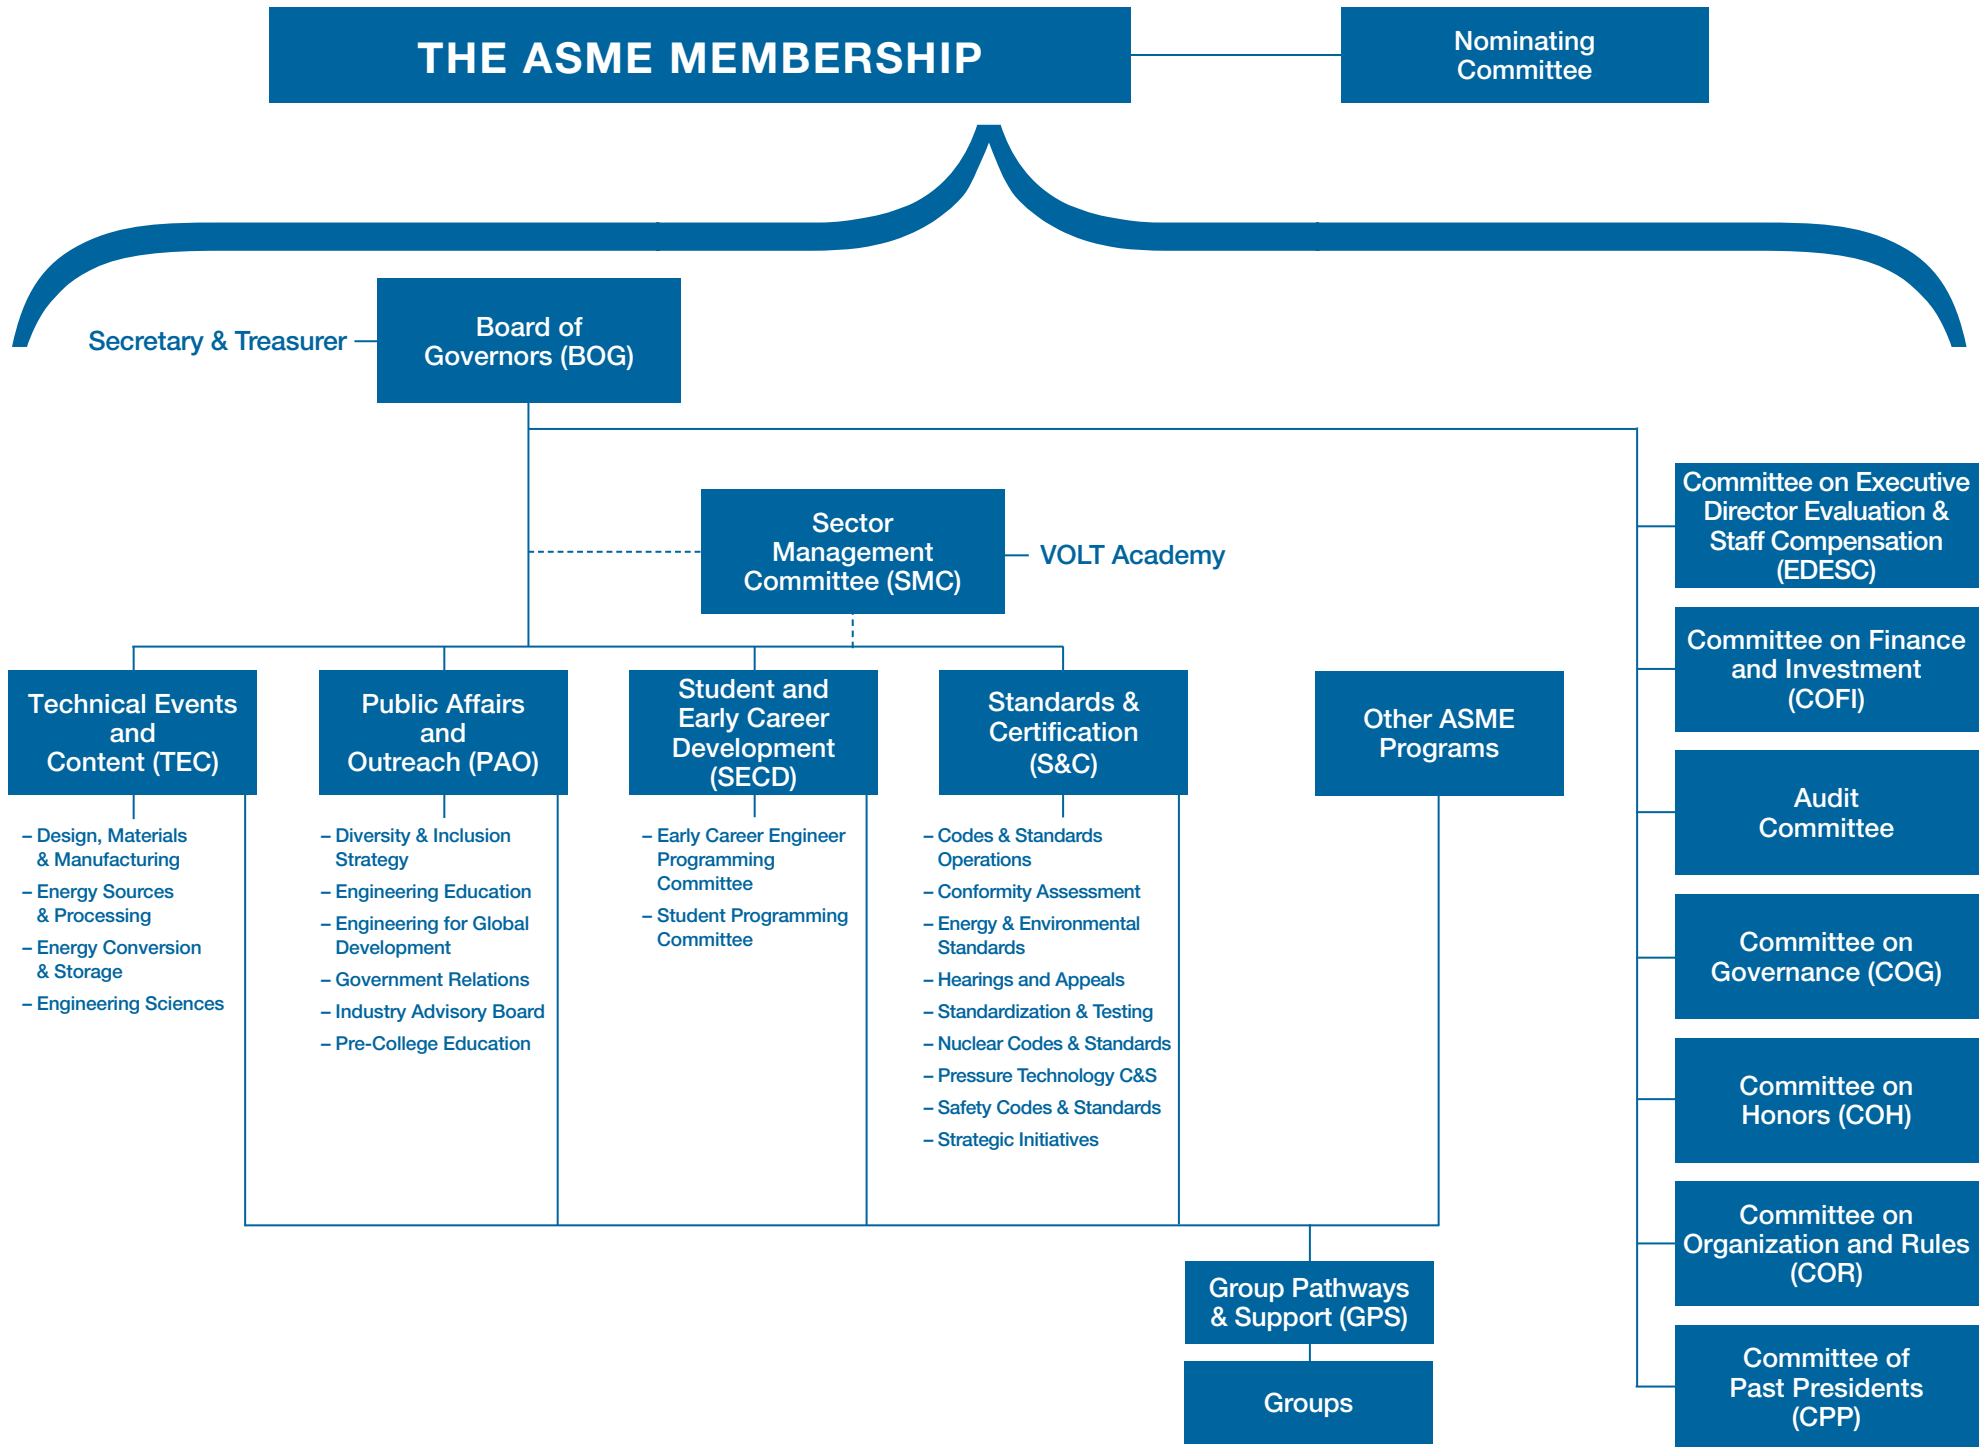 THE ASME MEMBERSHIP
Nominating
Committee
Secretary & Treasurer
Board of
Governors (BOG)
Sector
Management
Committee (SMC)
VOLT Academy
Technical Events
and
Content (TEC)
– Design, Materials
& Manufacturing
– Energy Sources
& Processing
– Energy Conversion
& Storage
– Engineering Sciences
Public Affairs
and
Outreach (PAO)
– Diversity & Inclusion
Strategy
– Engineering Education
– Engineering for Global
Development
– Government Relations
– Industry Advisory Board
– Pre-College Education
Student and
Early Career
Development
(SECD)
– Early Career Engineer
Programming
Committee
– Student Programming
Committee
Standards &
Certification
(S&C)
– Codes & Standards
Operations
– Conformity Assessment
– Energy & Environmental
Standards
– Hearings and Appeals
– Standardization & Testing
– Nuclear Codes & Standards
– Pressure Technology C&S
– Safety Codes & Standards
– Strategic Initiatives
Other ASME
Programs
Group Pathways
& Support (GPS)
Groups
Committee on Executive
Director Evaluation &
Staff Compensation
(EDESC)
Committee on Finance
and Investment
(COFI)
Audit
Committee
Committee on
Governance (COG)
Committee on
Honors (COH)
Committee on
Organization and Rules
(COR)
Committee of
Past Presidents
(CPP)